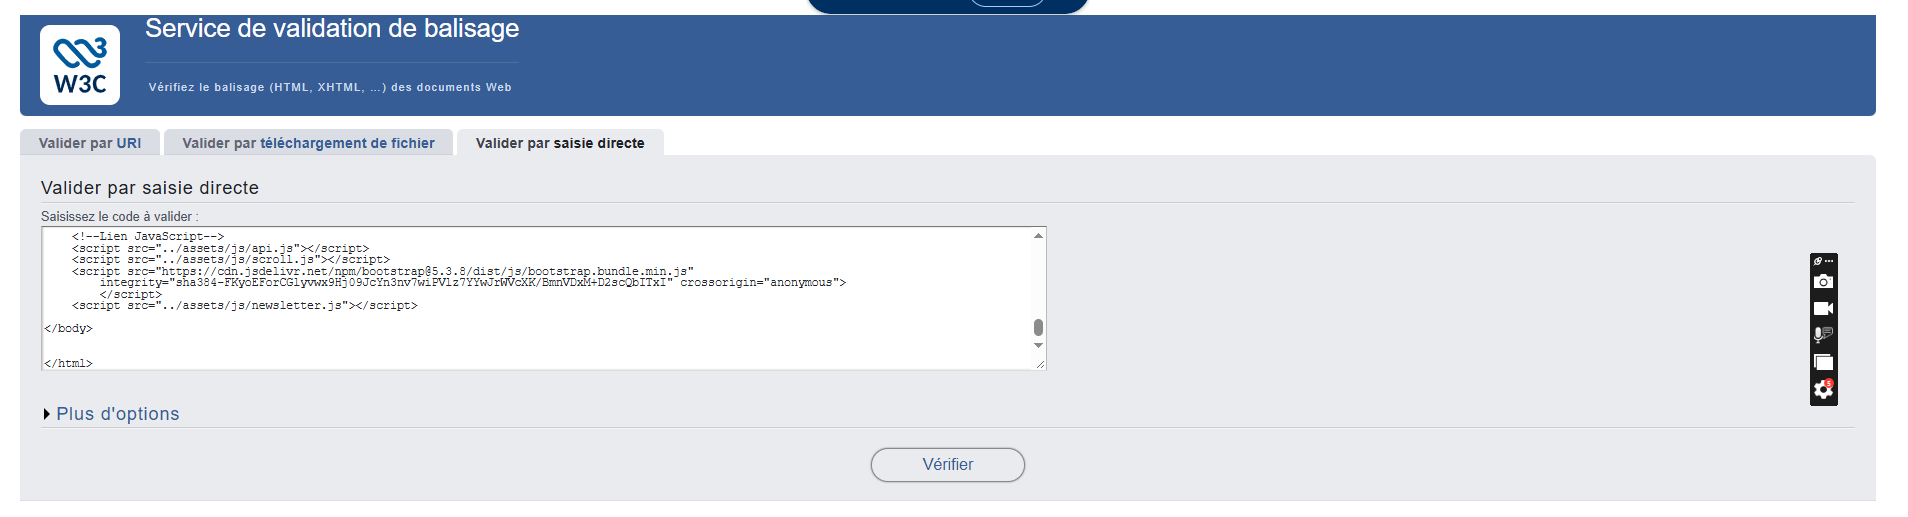 Service de validation de balisage
W3C
Vérifiez le balisage (HTML, XHTML, ...) des documents Web
Valider par URI
Valider par téléchargement de fichier
Valider par saisie directe
Valider par saisie directe
Saisissez le code à valider :
<!--Lien JavaScript-->
<script src="../assets/js/api.js"></script>
<script src="../assets/js/scroll.js"></script>
<script src="https://cdn.jsdelivr.net/npm/bootstrap@5.3.8/dist/js/bootstrap.bundle.min.js"
integrity="sha384-FKyoEForCGlyvwx9Hj09JcYn3nv7wiPVlz7YYwJrWVcXK/BmnVDxM+D2scQbITxI" crossorigin="anonymous">
</script>
<script src="../assets/js/newsletter.js"></script>
</body>
</html>
5
Plus d'options
Vérifier